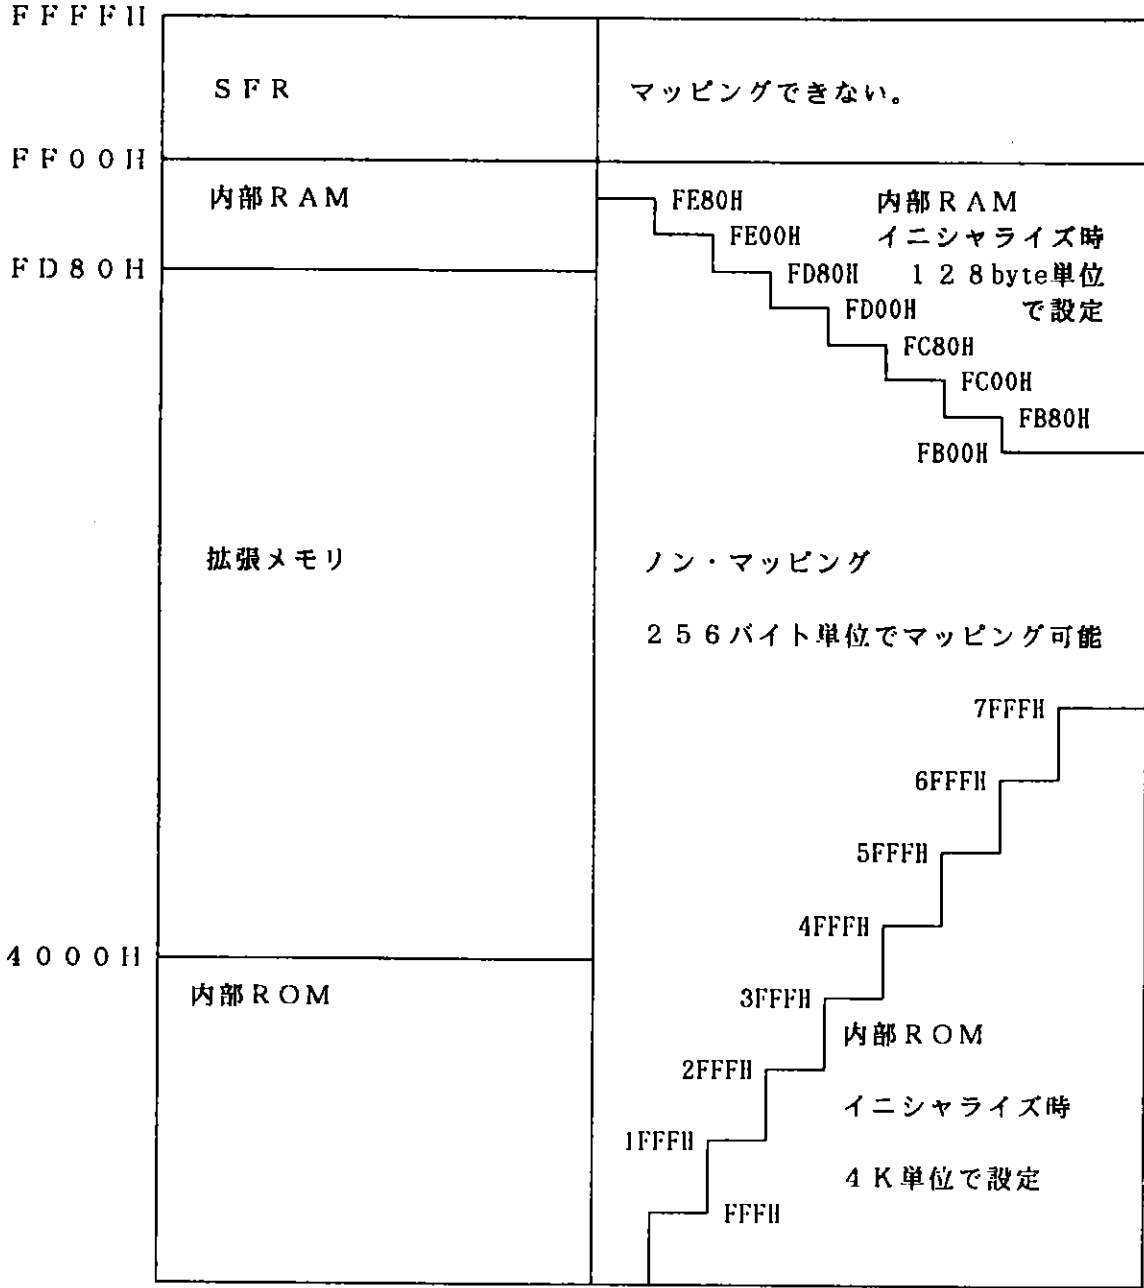 FFFFH
SFR
マッピングできない。
FF00H
内部RAM
FE80H
内部RAM
FE00H
イニシャライズ時
FD80H
FD80H
128byte単位
FD00H
で設定
FC80H
FC00H
FB80H
FB00H
拡張メモリ
ノン・マッピング
256バイト単位でマッピング可能
7FFFH
6FFFH
5FFFH
4FFFH
4000H
内部ROM
3FFFH
内部ROM
2FFFH
イニシャライズ時
1FFFH
4K単位で設定
FFFH